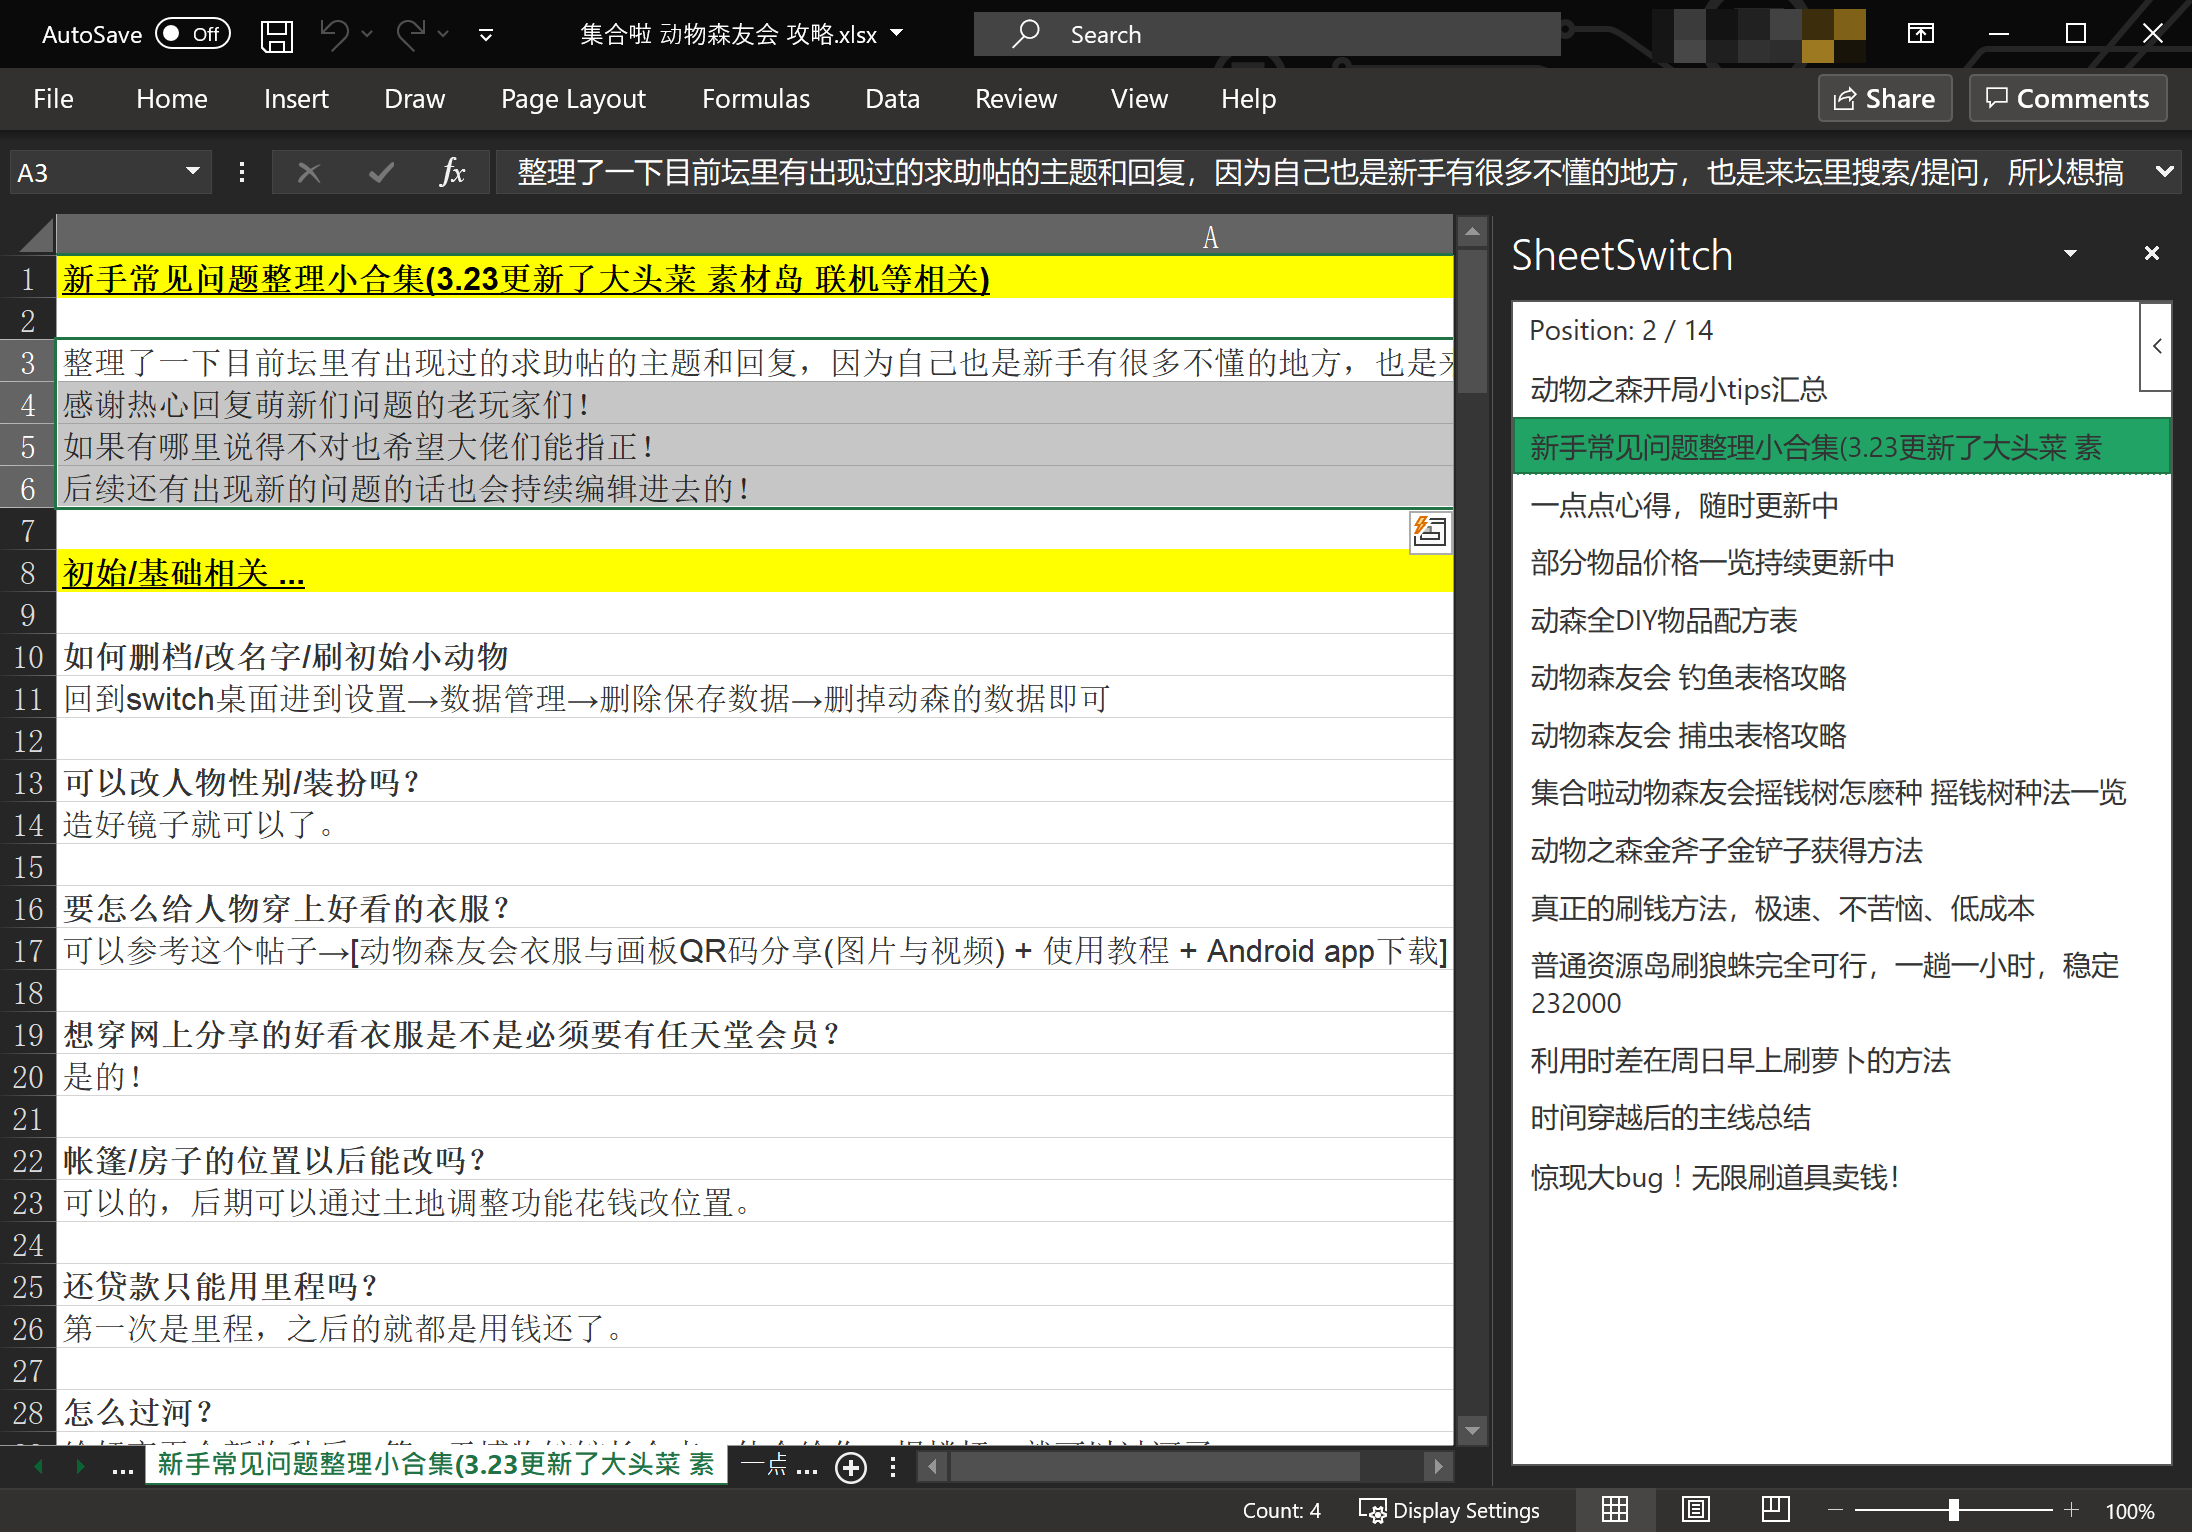 AutoSave Off 集合啦 动物森友会 攻略.xlsx Search
File Home Insert Draw Page Layout Formulas Data Review View Help Share Comments
A3 fx 整理了一下目前坛里有出现过的求助帖的主题和回复，因为自己也是新手有很多不懂的地方，也是来坛里搜索/提问，所以想搞
A
1 新手常见问题整理小合集(3.23更新了大头菜 素材岛 联机等相关)
2
3 整理了一下目前坛里有出现过的求助帖的主题和回复，因为自己也是新手有很多不懂的地方，也是来
4 感谢热心回复萌新们问题的老玩家们！
5 如果有哪里说得不对也希望大佬们能指正！
6 后续还有出现新的问题的话也会持续编辑进去的！
7
8 初始/基础相关 ...
9
10 如何删档/改名字/刷初始小动物
11 回到switch桌面进到设置→数据管理→删除保存数据→删掉动森的数据即可
12
13 可以改人物性别/装扮吗？
14 造好镜子就可以了。
15
16 要怎么给人物穿上好看的衣服？
17 可以参考这个帖子→[动物森友会衣服与画板QR码分享(图片与视频) + 使用教程 + Android app下载]
18
19 想穿网上分享的好看衣服是不是必须要有任天堂会员？
20 是的！
21
22 帐篷/房子的位置以后能改吗？
23 可以的，后期可以通过土地调整功能花钱改位置。
24
25 还贷款只能用里程吗？
26 第一次是里程，之后的就都是用钱还了。
27
28 怎么过河？
... 新手常见问题整理小合集(3.23更新了大头菜 素 一点 ...
SheetSwitch
Position: 2 / 14
动物之森开局小tips汇总
新手常见问题整理小合集(3.23更新了大头菜 素
一点点心得，随时更新中
部分物品价格一览持续更新中
动森全DIY物品配方表
动物森友会 钓鱼表格攻略
动物森友会 捕虫表格攻略
集合啦动物森友会摇钱树怎麽种 摇钱树种法一览
动物之森金斧子金铲子获得方法
真正的刷钱方法，极速、不苦恼、低成本
普通资源岛刷狼蛛完全可行，一趟一小时，稳定
232000
利用时差在周日早上刷萝卜的方法
时间穿越后的主线总结
惊现大bug！无限刷道具卖钱！
Count: 4 Display Settings 100%